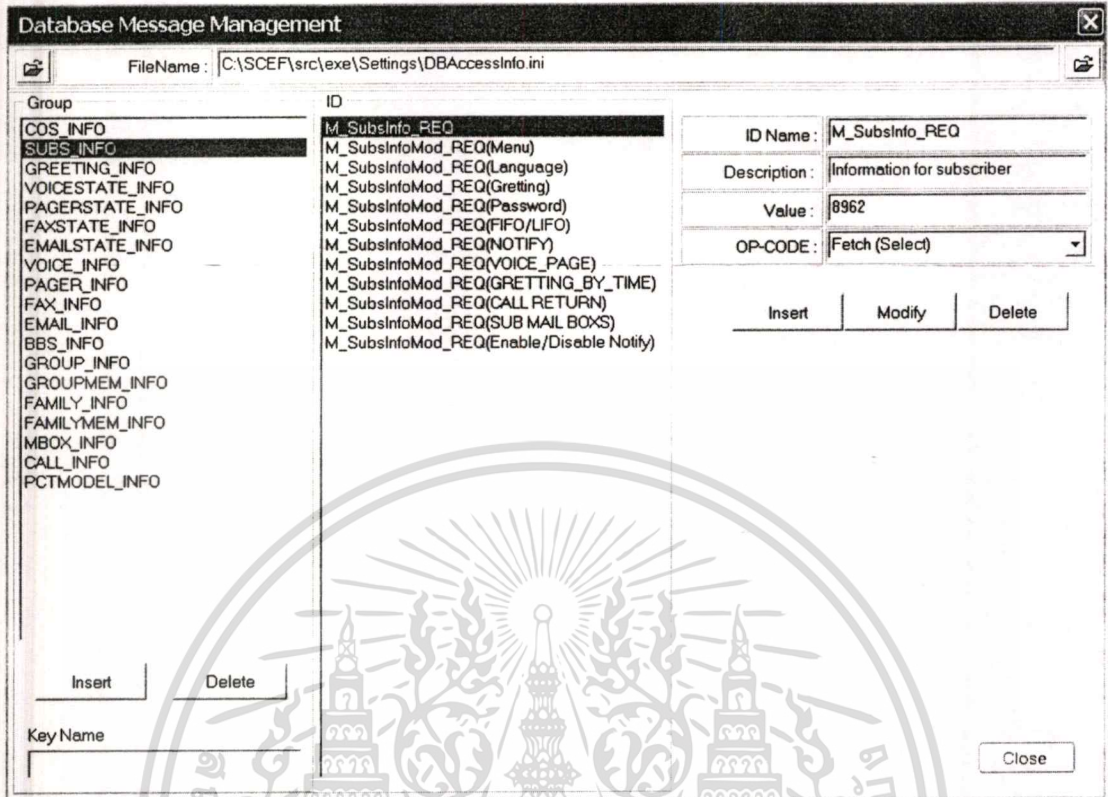 Database Message Management
FileName : C:\SCEF\src\exe\Settings\DBAccessInfo.ini
Group
COS_INFO
SUBS_INFO
GREETING_INFO
VOICESTATE_INFO
PAGERSTATE_INFO
FAXSTATE_INFO
EMAILSTATE_INFO
VOICE_INFO
PAGER_INFO
FAX_INFO
EMAIL_INFO
BBS_INFO
GROUP_INFO
GROUPMEM_INFO
FAMILY_INFO
FAMILYMEM_INFO
MBOX_INFO
CALL_INFO
PCTMODEL_INFO
Insert Delete
Key Name
ID
M_SubsInfo_REQ
M_SubsInfoMod_REQ(Menu)
M_SubsInfoMod_REQ(Language)
M_SubsInfoMod_REQ(Gretting)
M_SubsInfoMod_REQ(Password)
M_SubsInfoMod_REQ(FIFO/LIFO)
M_SubsInfoMod_REQ(NOTIFY)
M_SubsInfoMod_REQ(VOICE_PAGE)
M_SubsInfoMod_REQ(GRETTING_BY_TIME)
M_SubsInfoMod_REQ(CALL RETURN)
M_SubsInfoMod_REQ(SUB MAIL BOXS)
M_SubsInfoMod_REQ(Enable/Disable Notify)
ID Name : M_SubsInfo_REQ
Description : Information for subscriber
Value : 8962
OP-CODE : Fetch (Select)
Insert Modify Delete
Close